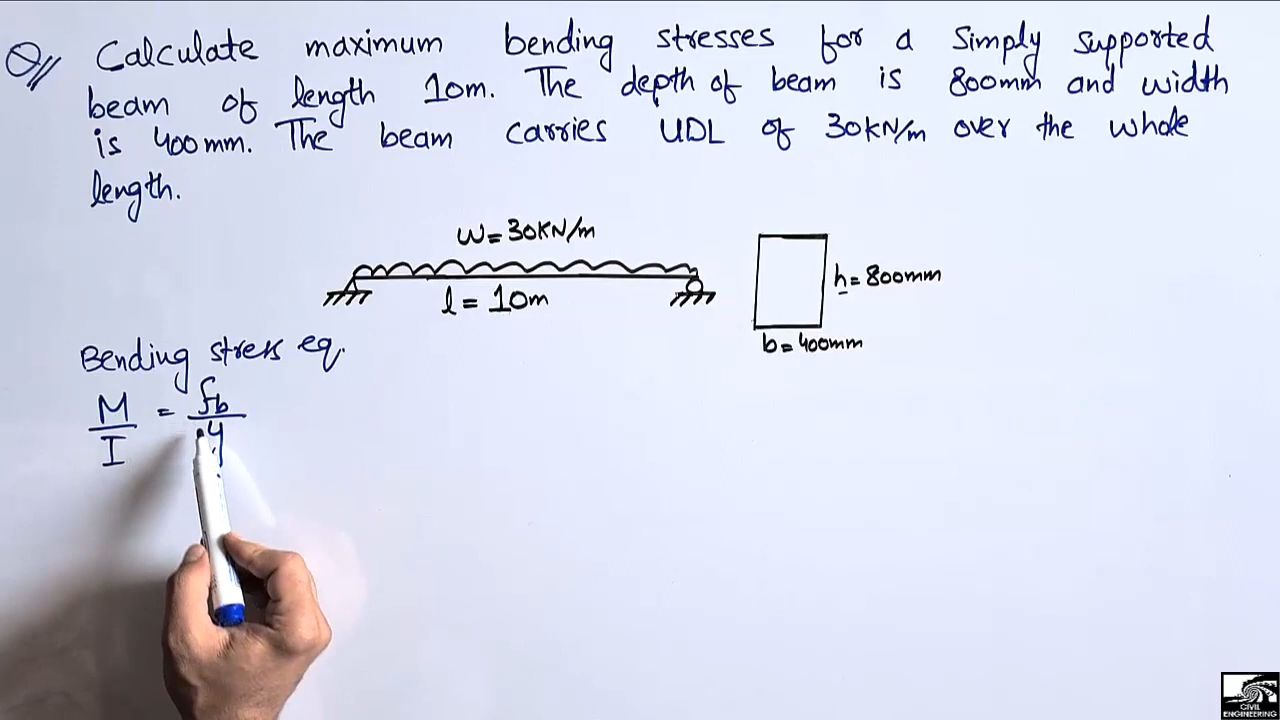 Q// Calculate maximum bending stresses for a Simply supported
beam of length 10m. The depth of beam is 800mm and width
is 400mm. The beam carries UDL of 30KN/m over the whole
length.
w=30KN/m
l = 10m
h=800mm
b=400mm
Bending stress eq.
M/I = fb/y
CIVIL
ENGINEERING